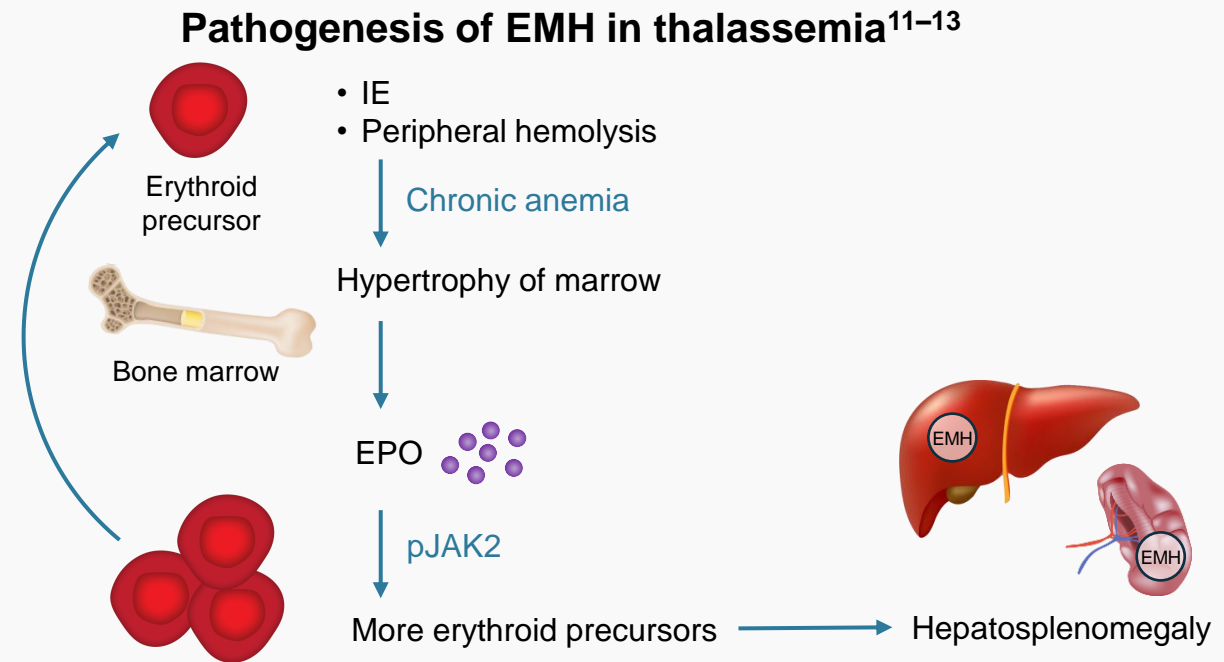 Pathogenesis of EMH in thalassemia¹¹⁻¹³
• IE
• Peripheral hemolysis
Erythroid
precursor
Chronic anemia
Hypertrophy of marrow
Bone marrow
EPO
pJAK2
More erythroid precursors
EMH
EMH
Hepatosplenomegaly